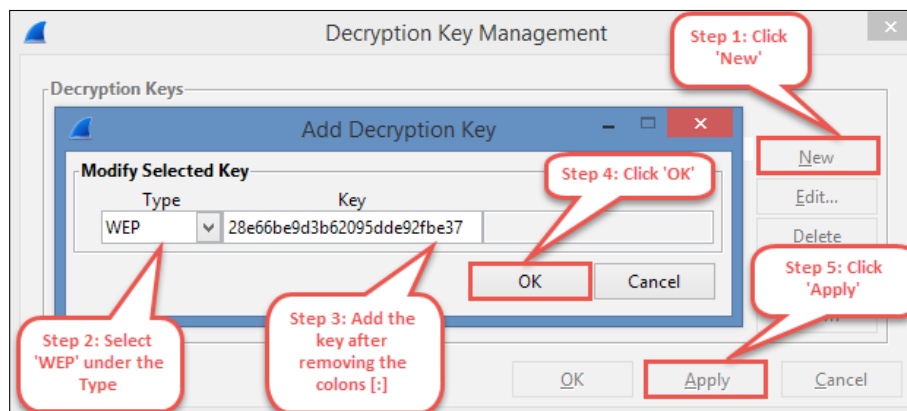 Decryption Key Management
Step 1: Click
'New'
Decryption Keys
Add Decryption Key
Modify Selected Key
Type
Key
WEP
28e66be9d3b62095dde92fbe37
Step 4: Click 'OK'
New
Edit...
Delete
OK
Cancel
Step 5: Click
'Apply'
Step 2: Select
'WEP' under the
Type
Step 3: Add the
key after
removing the
colons [:]
OK
Apply
Cancel